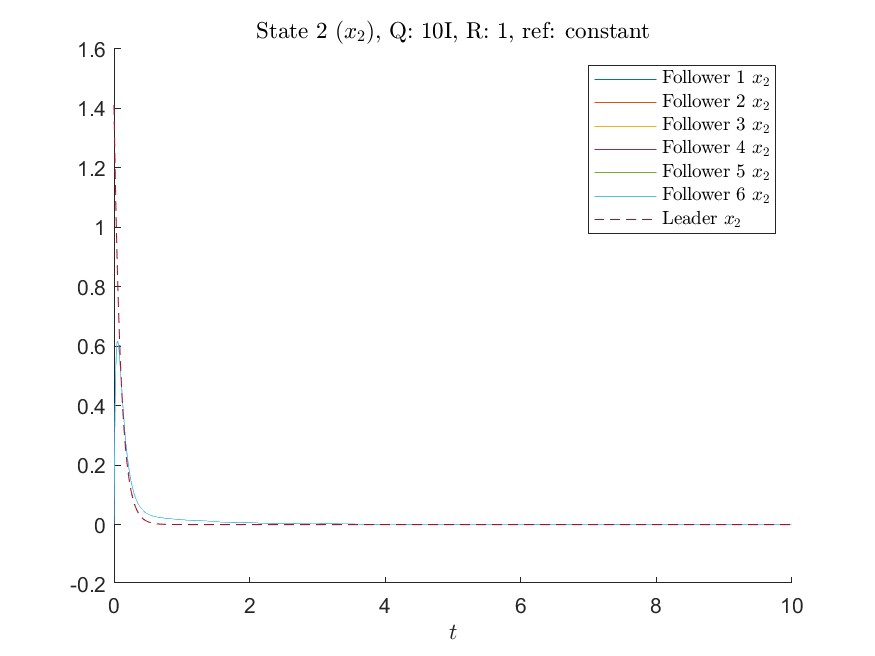 State 2 (x₂), Q: 10I, R: 1, ref: constant
1.6
1.4
1.2
1
0.8
0.6
0.4
0.2
0
-0.2
Follower 1 x₂
Follower 2 x₂
Follower 3 x₂
Follower 4 x₂
Follower 5 x₂
Follower 6 x₂
Leader x₂
0 2 4 6 8 10
t